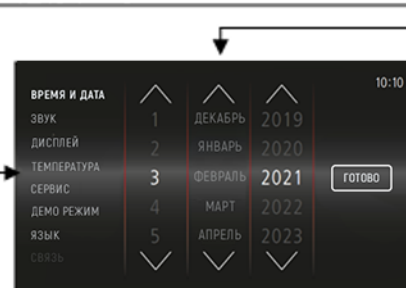 10:10
ВРЕМЯ И ДАТА
ЗВУК
ДИСПЛЕЙ
ТЕМПЕРАТУРА
СЕРВИС
ДЕМО РЕЖИМ
ЯЗЫК
СВЯЗЬ
1 ДЕКАБРЬ 2019
2 ЯНВАРЬ 2020
3 ФЕВРАЛЬ 2021
4 МАРТ 2022
5 АПРЕЛЬ 2023
ГОТОВО